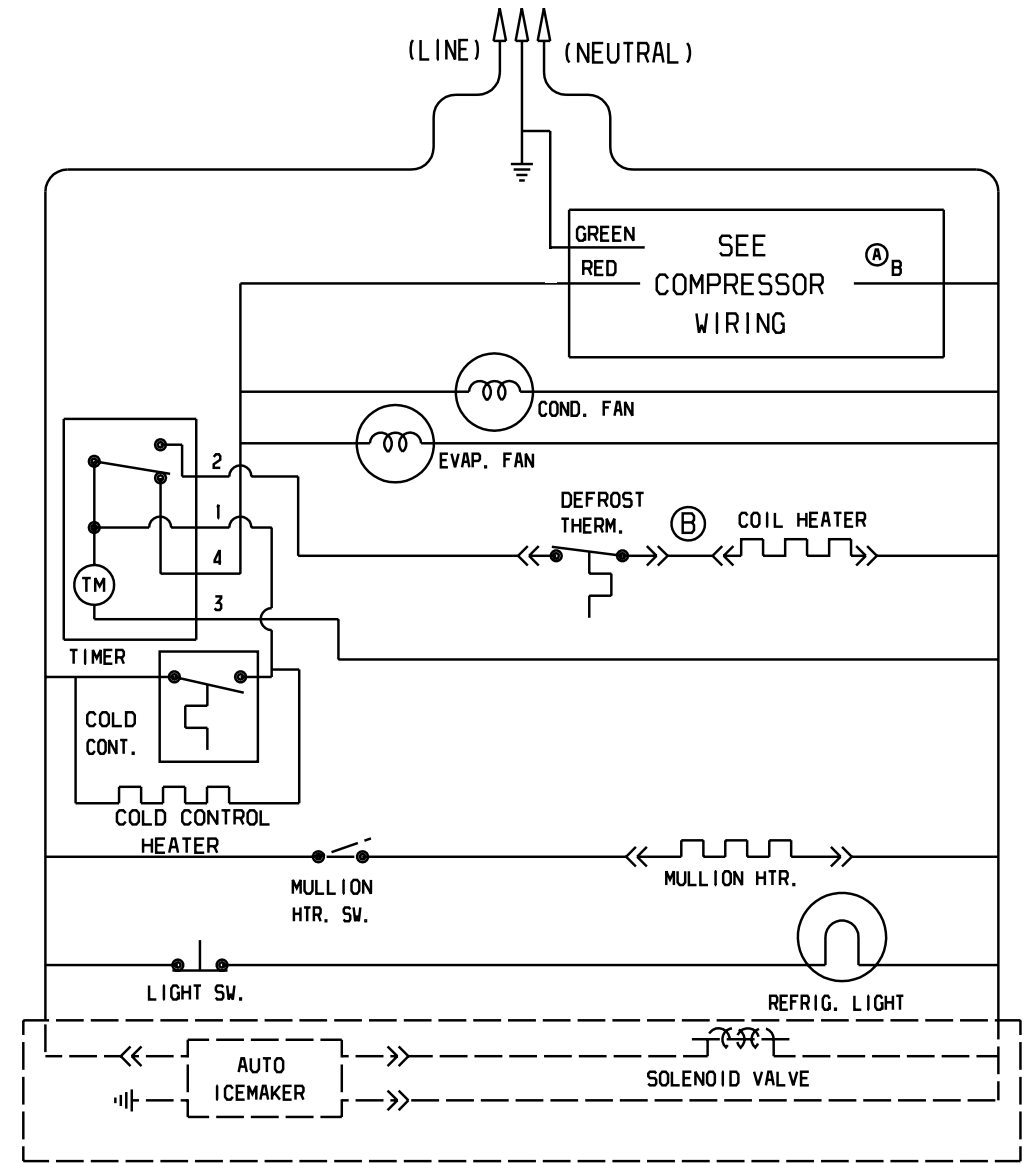 (LINE)
(NEUTRAL)
GREEN
RED
SEE
COMPRESSOR
WIRING
A
B
COND. FAN
EVAP. FAN
2
1
4
3
TM
TIMER
DEFROST
THERM.
B
COIL HEATER
COLD
CONT.
COLD CONTROL
HEATER
MULLION
HTR. SW.
MULLION HTR.
LIGHT SW.
REFRIG. LIGHT
AUTO
ICEMAKER
SOLENOID VALVE